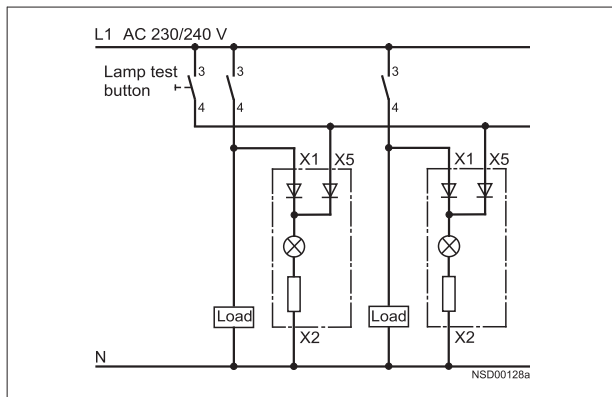 L1 AC 230/240 V
Lamp test
button
3
4
3
4
3
4
X1
X5
X1
X5
Load
Load
X2
X2
N
NSD00128a